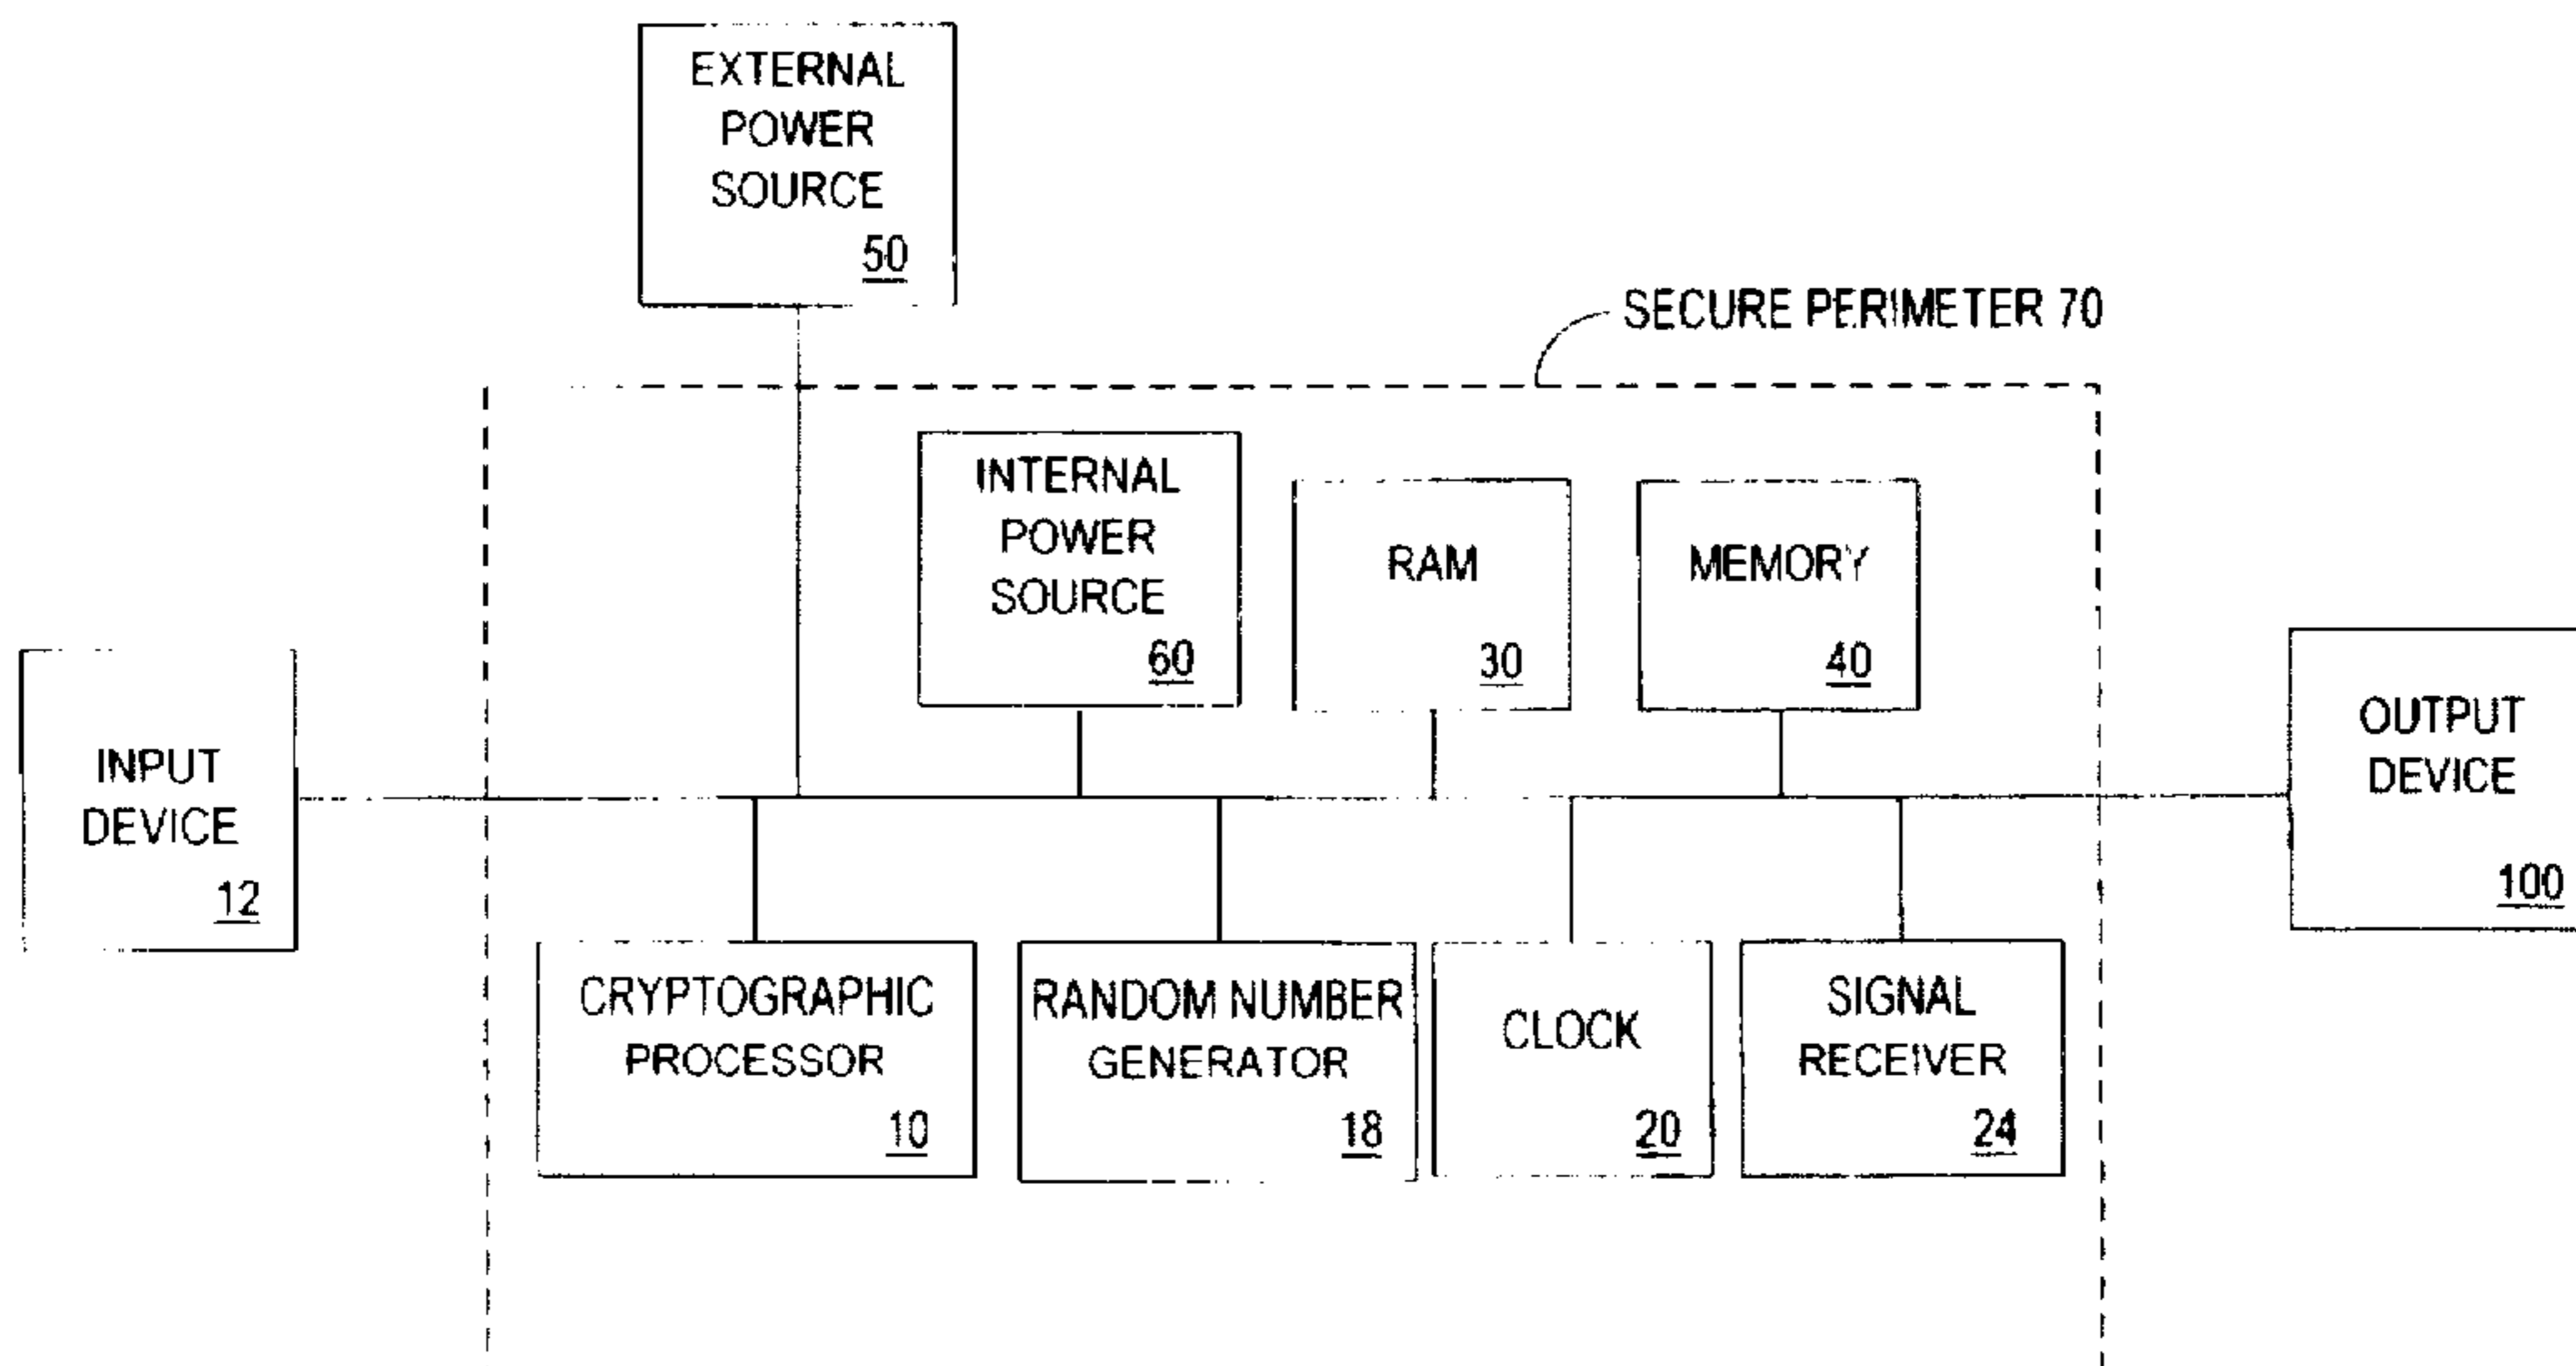 EXTERNAL
POWER
SOURCE
50
SECURE PERIMETER 70
INTERNAL
POWER
SOURCE
60
RAM
30
MEMORY
40
INPUT
DEVICE
12
OUTPUT
DEVICE
100
CRYPTOGRAPHIC
PROCESSOR
10
RANDOM NUMBER
GENERATOR
18
CLOCK
20
SIGNAL
RECEIVER
24